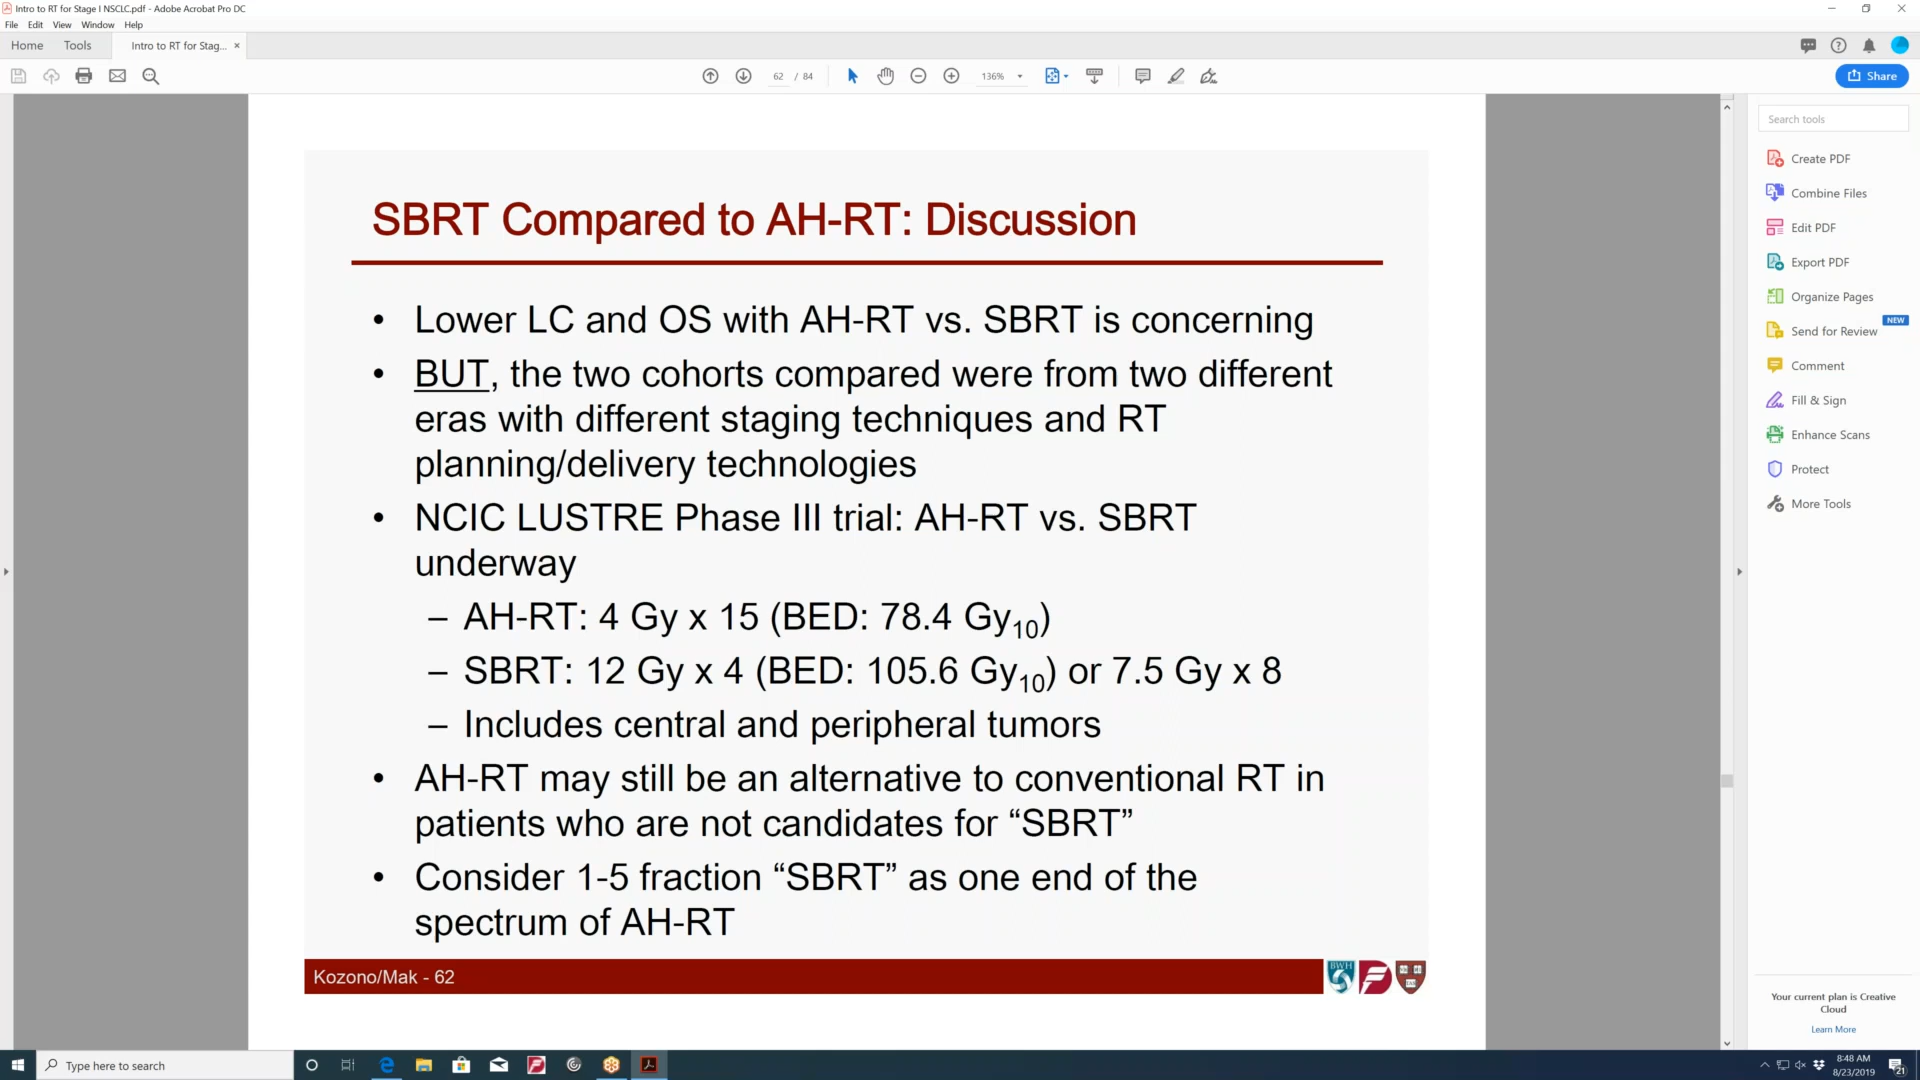 Intro to RT for Stage I NSCLC.pdf - Adobe Acrobat Pro DC
File Edit View Window Help
Home Tools Intro to RT for Stag... ×
62 / 84 136%
Share
Search tools
Create PDF
Combine Files
Edit PDF
Export PDF
Organize Pages
NEW
Send for Review
Comment
Fill & Sign
Enhance Scans
Protect
More Tools
SBRT Compared to AH-RT: Discussion
• Lower LC and OS with AH-RT vs. SBRT is concerning
• BUT, the two cohorts compared were from two different
eras with different staging techniques and RT
planning/delivery technologies
• NCIC LUSTRE Phase III trial: AH-RT vs. SBRT
underway
– AH-RT: 4 Gy x 15 (BED: 78.4 Gy10)
– SBRT: 12 Gy x 4 (BED: 105.6 Gy10) or 7.5 Gy x 8
– Includes central and peripheral tumors
• AH-RT may still be an alternative to conventional RT in
patients who are not candidates for “SBRT”
• Consider 1-5 fraction “SBRT” as one end of the
spectrum of AH-RT
Kozono/Mak - 62
BWH
Your current plan is Creative
Cloud
Learn More
Type here to search
8:48 AM
8/23/2019
21